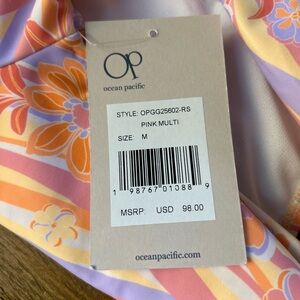 OP
ocean pacific
STYLE: OPGG25602-RS
PINK MULTI
SIZE: M
1 98767 01088 9
MSRP: USD 98.00
oceanpacific.com